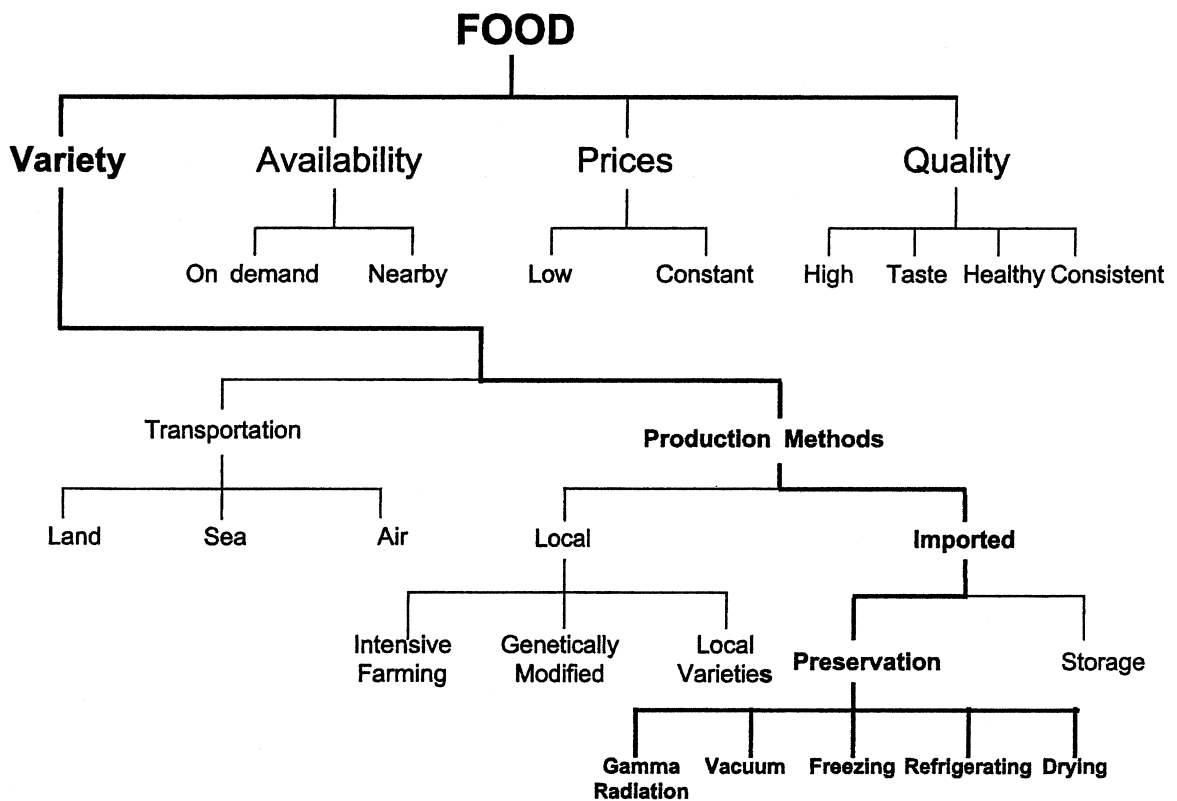 FOOD
Variety Availability Prices Quality
On demand Nearby Low Constant High Taste Healthy Consistent
Transportation
Production Methods
Land Sea Air Local Imported
Intensive Farming
Genetically Modified
Local Varieties
Preservation
Storage
Gamma Radiation
Vacuum
Freezing
Refrigerating
Drying